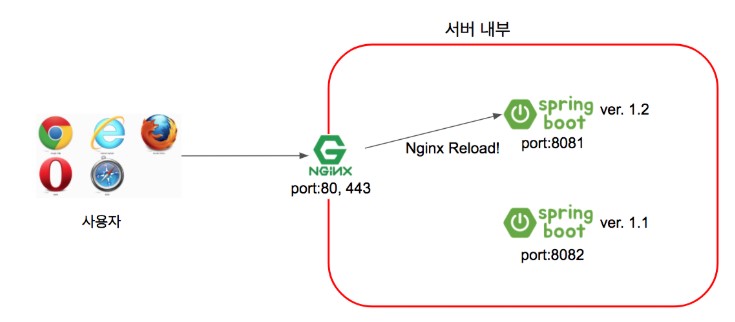 서버 내부
spring boot ver. 1.2
port:8081
Nginx Reload!
NGINX
port:80, 443
사용자
spring boot ver. 1.1
port:8082